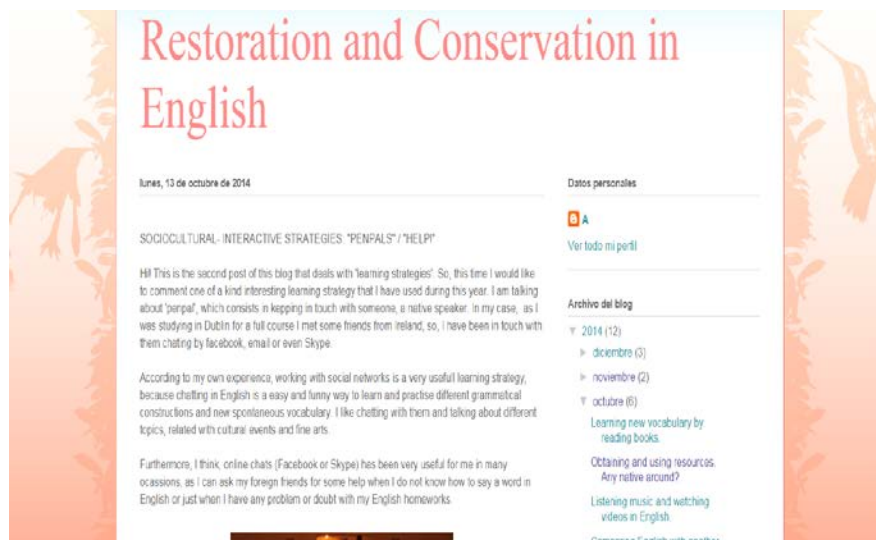 Restoration and Conservation in
English
lunes, 13 de octubre de 2014
SOCIOCULTURAL- INTERACTIVE STRATEGIES: "PENPALS" / "HELP!"
Hi! This is the second post of this blog that deals with 'learning strategies'. So, this time I would like
to comment one of a kind interesting learning strategy that I have used during this year. I am talking
about 'penpal', which consists in kepping in touch with someone, a native speaker. In my case, as I
was studying in Dublin for a full course I met some friends from Ireland, so, I have been in touch with
them chating by facebook, email or even Skype.
According to my own experience, working with social networks is a very usefull learning strategy,
because chatting in English is a easy and funny way to learn and practise different grammatical
constructions and new spontaneous vocabulary. I like chatting with them and talking about different
topics, related with cultural events and fine arts.
Furthermore, I think, online chats (Facebook or Skype) has been very useful for me in many
ocassions, as I can ask my foreign friends for some help when I do not know how to say a word in
English or just when I have any problem or doubt with my English homeworks.
Datos personales
A
Ver todo mi perfil
Archivo del blog
▼ 2014 (12)
► diciembre (3)
► noviembre (2)
▼ octubre (6)
Learning new vocabulary by
reading books.
Obtaining and using resources.
Any native around?
Listening music and watching
videos in English
English with another